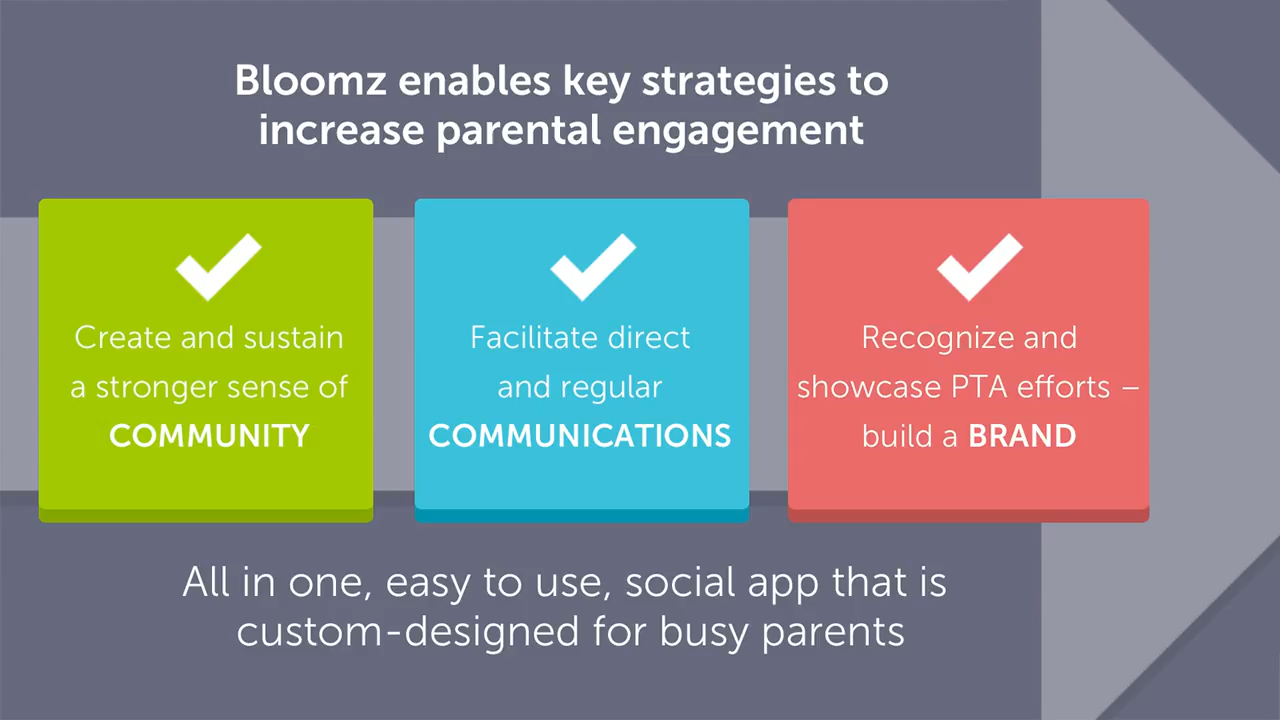 Bloomz enables key strategies to
increase parental engagement
Create and sustain
a stronger sense of
COMMUNITY
Facilitate direct
and regular
COMMUNICATIONS
Recognize and
showcase PTA efforts –
build a BRAND
All in one, easy to use, social app that is
custom-designed for busy parents